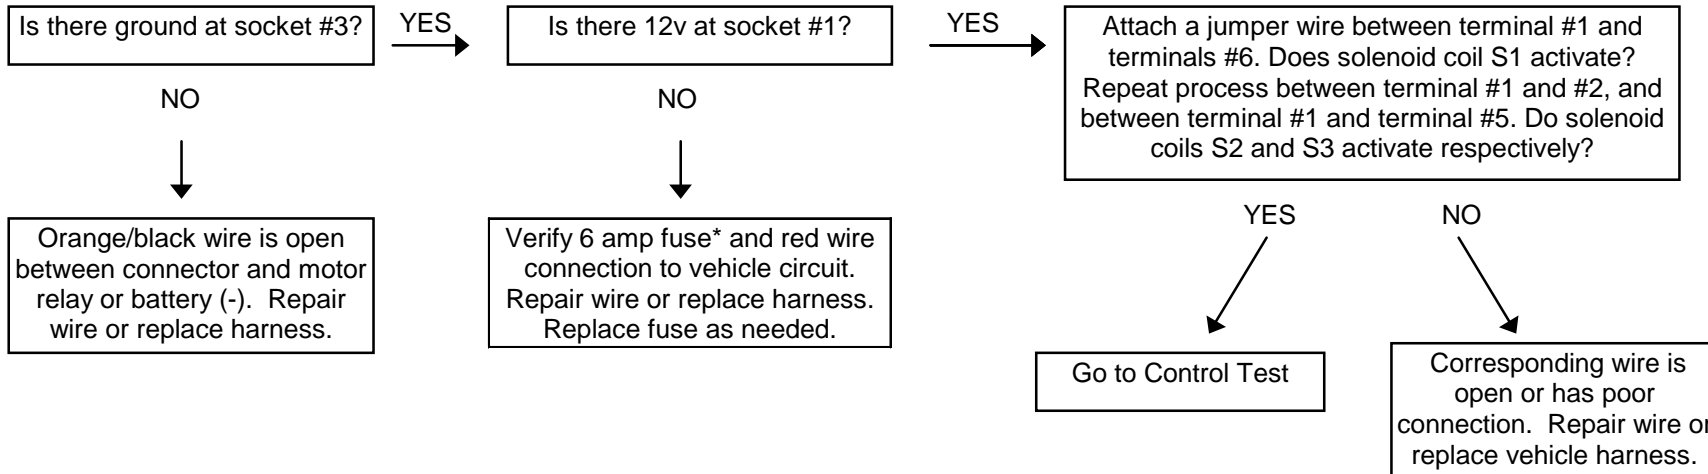 Is there ground at socket #3?
YES
Is there 12v at socket #1?
YES
Attach a jumper wire between terminal #1 and
terminals #6. Does solenoid coil S1 activate?
Repeat process between terminal #1 and #2, and
between terminal #1 and terminal #5. Do solenoid
coils S2 and S3 activate respectively?
NO
NO
Orange/black wire is open
between connector and motor
relay or battery (-). Repair
wire or replace harness.
Verify 6 amp fuse* and red wire
connection to vehicle circuit.
Repair wire or replace harness.
Replace fuse as needed.
YES
NO
Go to Control Test
Corresponding wire is
open or has poor
connection. Repair wire or
replace vehicle harness.